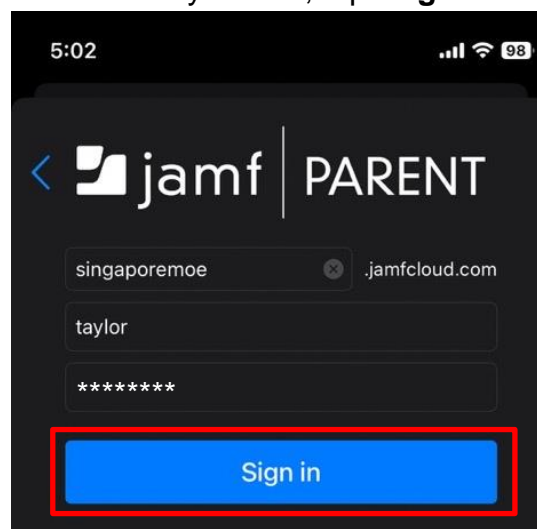 5:02 98
jamf PARENT
singaporemoe .jamfcloud.com
taylor
********
Sign in